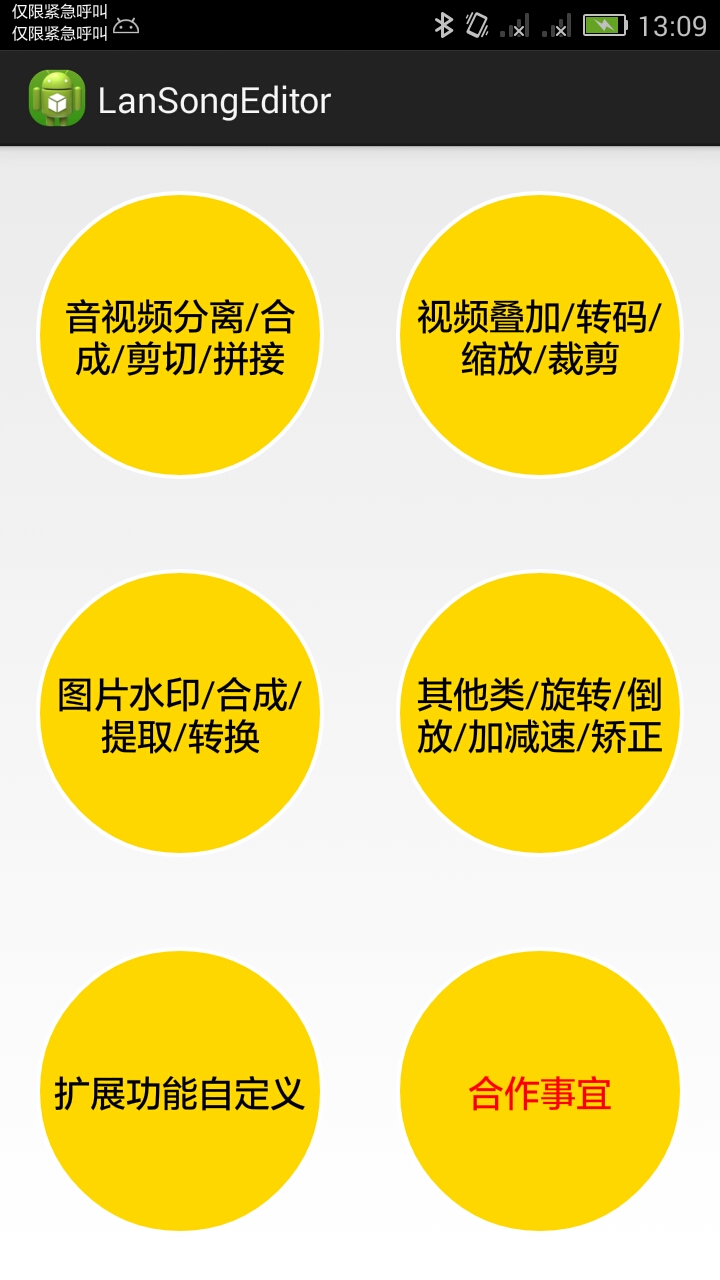 仅限紧急呼叫
仅限紧急呼叫
13:09
LanSongEditor
音视频分离/合
成/剪切/拼接
视频叠加/转码/
缩放/裁剪
图片水印/合成/
提取/转换
其他类/旋转/倒
放/加减速/矫正
扩展功能自定义
合作事宜